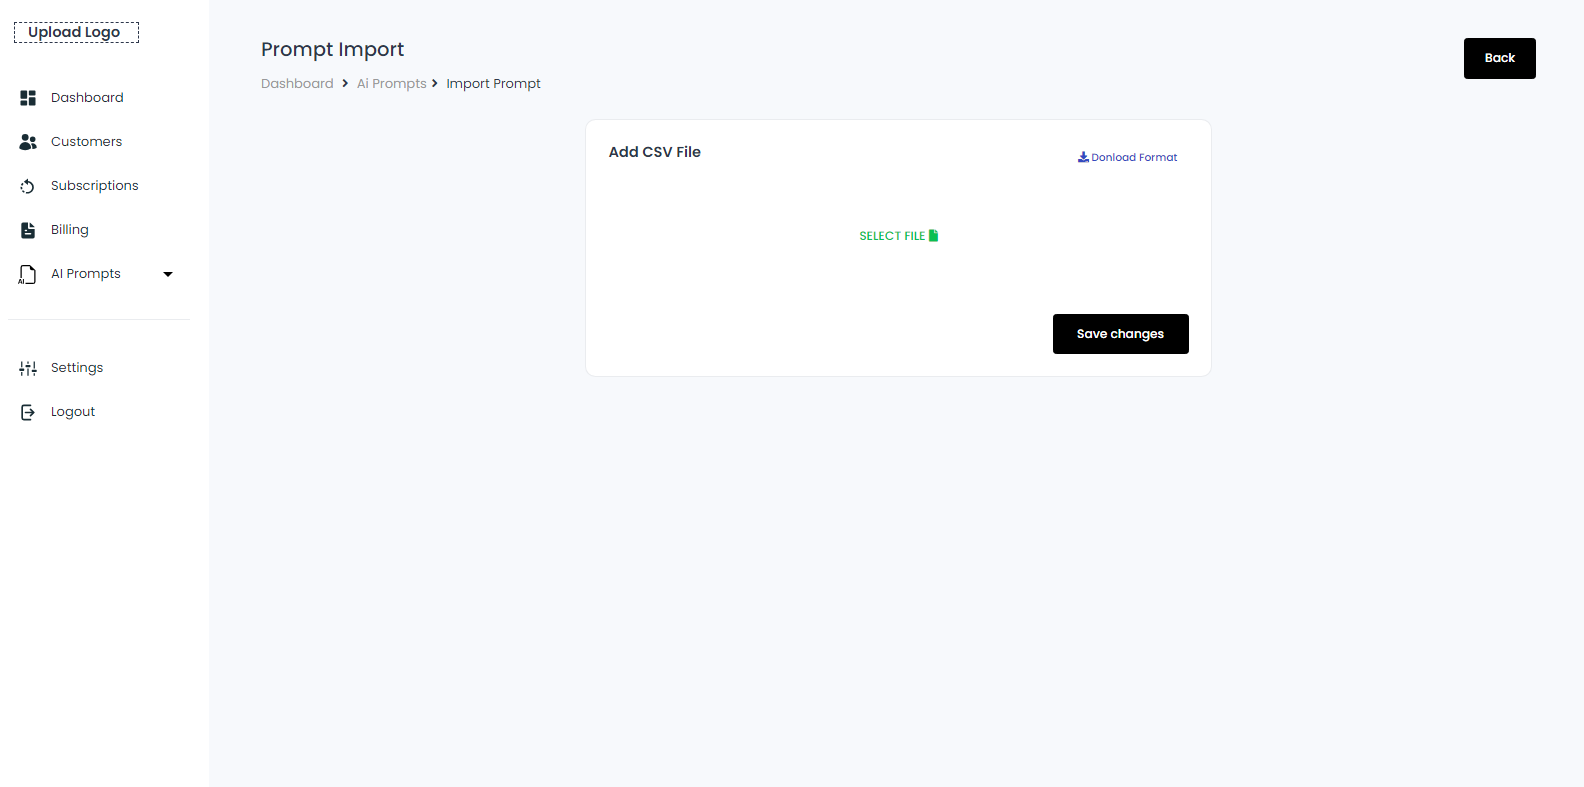 Upload Logo
Dashboard
Customers
Subscriptions
Billing
AI
AI Prompts
Settings
Logout
Prompt Import
Dashboard > Ai Prompts > Import Prompt
Back
Add CSV File
Donload Format
SELECT FILE
Save changes